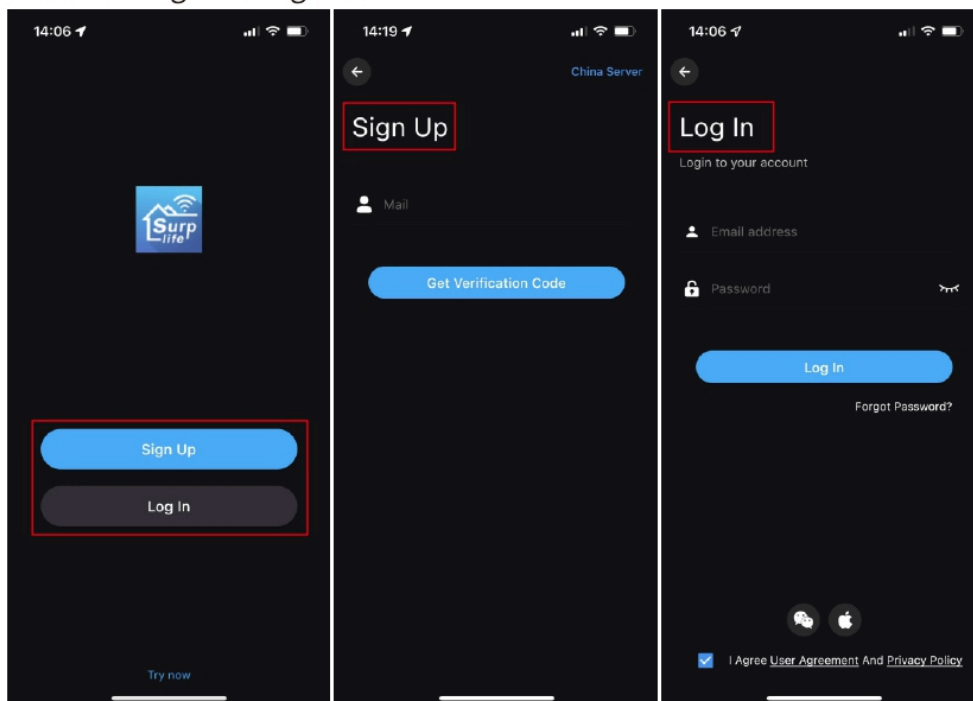 14:06
Surp
life
Sign Up
Log In
Try now
14:19
China Server
Sign Up
Mail
Get Verification Code
14:06
Log In
Login to your account
Email address
Password
Log In
Forgot Password?
I Agree User Agreement And Privacy Policy